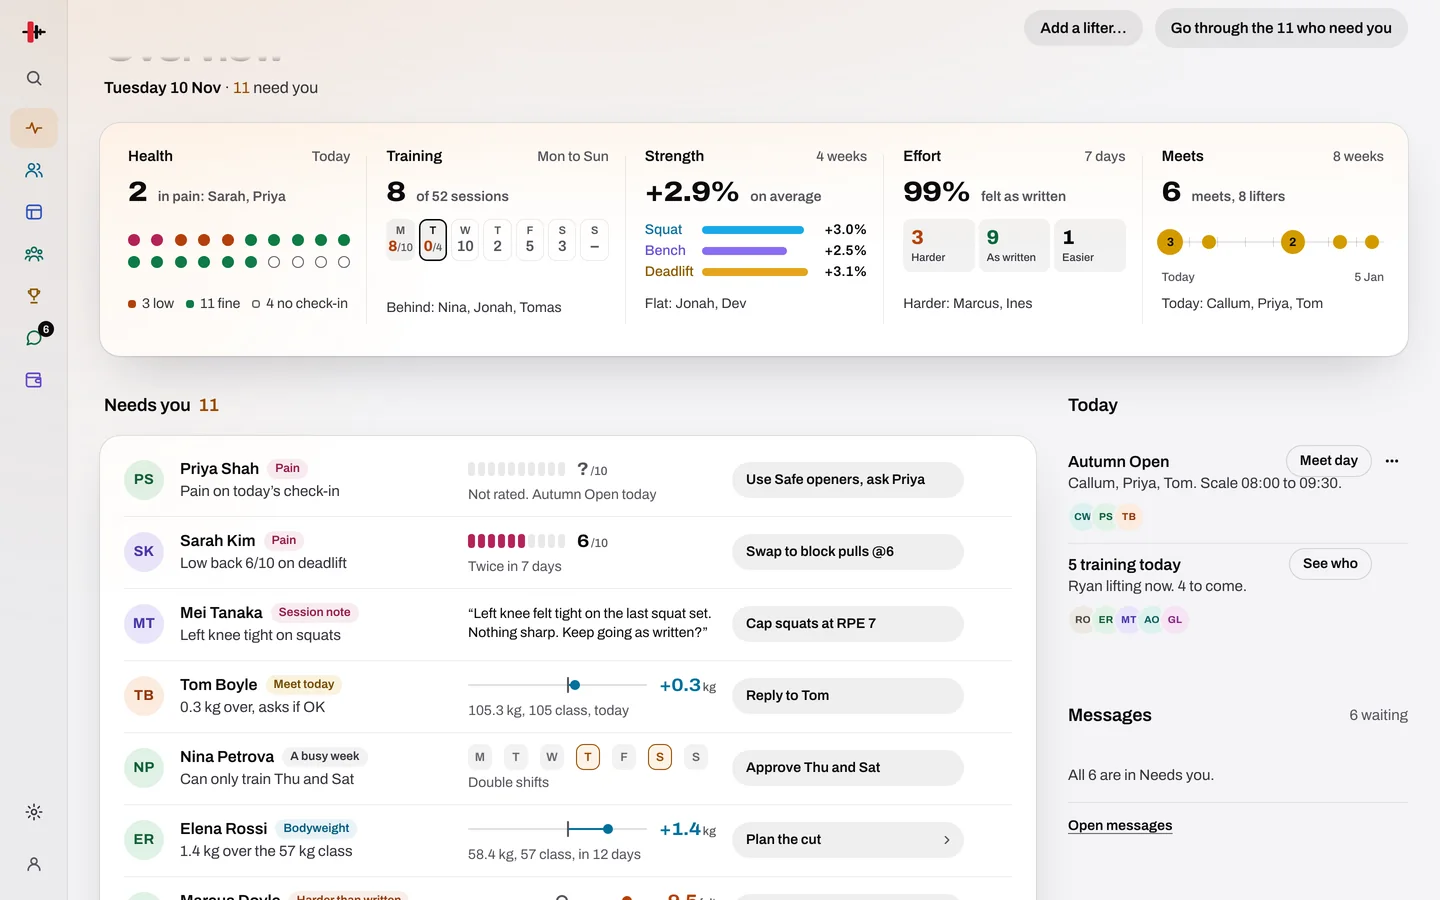 Add a lifter...
Go through the 11 who need you
Tuesday 10 Nov · 11 need you
Health Today
2 in pain: Sarah, Priya
3 low 11 fine 4 no check-in
Training Mon to Sun
8 of 52 sessions
M T W T F S S
8/10 0/4 10 2 5 3 –
Behind: Nina, Jonah, Tomas
Strength 4 weeks
+2.9% on average
Squat +3.0%
Bench +2.5%
Deadlift +3.1%
Flat: Jonah, Dev
Effort 7 days
99% felt as written
3 9 1
Harder As written Easier
Harder: Marcus, Ines
Meets 8 weeks
6 meets, 8 lifters
3 2
Today 5 Jan
Today: Callum, Priya, Tom
6
Needs you 11
PS
Priya Shah Pain
Pain on today’s check-in
?/10
Not rated. Autumn Open today
Use Safe openers, ask Priya
SK
Sarah Kim Pain
Low back 6/10 on deadlift
6/10
Twice in 7 days
Swap to block pulls @6
MT
Mei Tanaka Session note
Left knee tight on squats
“Left knee felt tight on the last squat set.
Nothing sharp. Keep going as written?”
Cap squats at RPE 7
TB
Tom Boyle Meet today
0.3 kg over, asks if OK
+0.3 kg
105.3 kg, 105 class, today
Reply to Tom
NP
Nina Petrova A busy week
Can only train Thu and Sat
M T W T F S S
Double shifts
Approve Thu and Sat
ER
Elena Rossi Bodyweight
1.4 kg over the 57 kg class
+1.4 kg
58.4 kg, 57 class, in 12 days
Plan the cut
Today
Autumn Open
Meet day
Callum, Priya, Tom. Scale 08:00 to 09:30.
CW PS TB
5 training today
See who
Ryan lifting now. 4 to come.
RO ER MT AO GL
Messages 6 waiting
All 6 are in Needs you.
Open messages